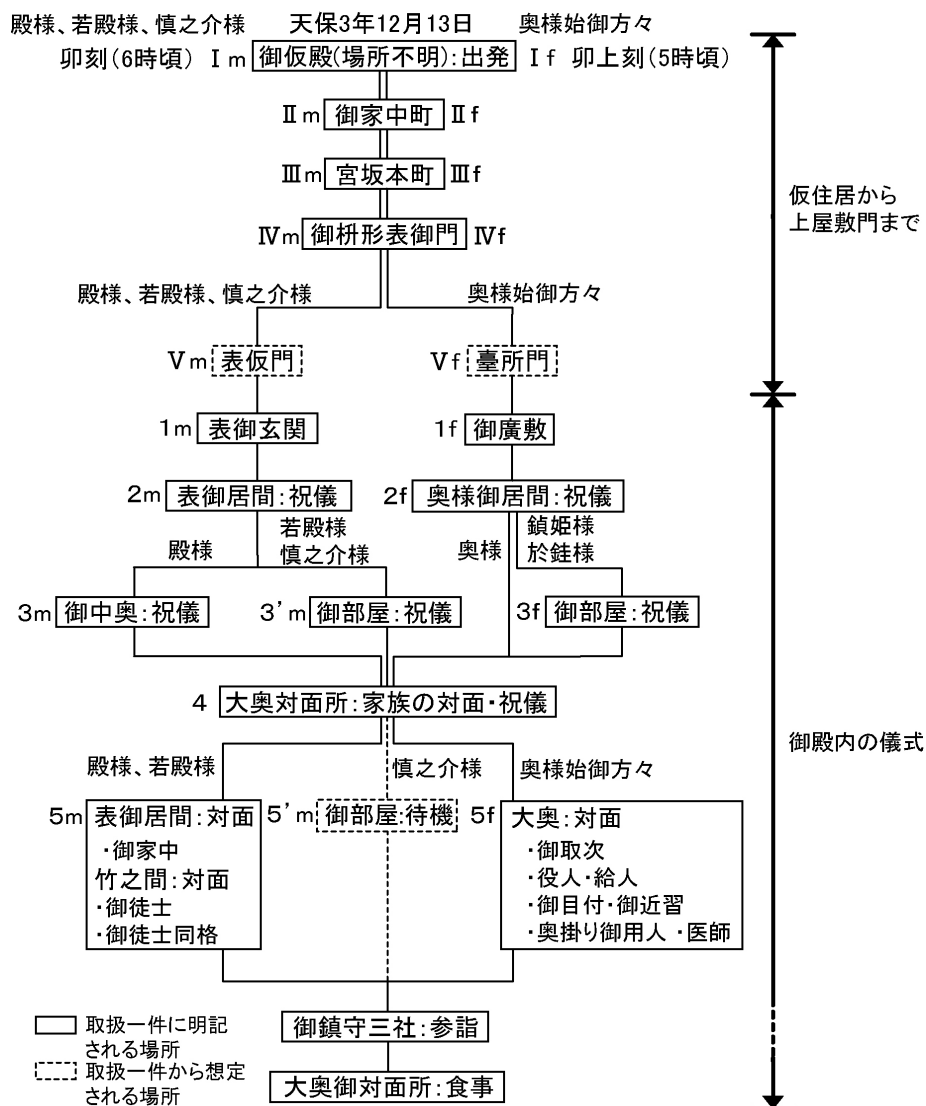 殿様、若殿様、慎之介様
天保3年12月13日
奥様始御方々
卯刻(6時頃) Ⅰm 御仮殿(場所不明):出発 Ⅰf 卯上刻(5時頃)
Ⅱm 御家中町 Ⅱf
Ⅲm 宮坂本町 Ⅲf
Ⅳm 御枡形表御門 Ⅳf
仮住居から
上屋敷門まで
殿様、若殿様、慎之介様
奥様始御方々
Ⅴm 表仮門
Ⅴf 臺所門
1m 表御玄関
1f 御廣敷
2m 表御居間:祝儀
2f 奥様御居間:祝儀
殿様
若殿様
慎之介様
奥様
鎮姫様
於銈様
3m 御中奥:祝儀
3'm 御部屋:祝儀
3f 御部屋:祝儀
4 大奥対面所:家族の対面・祝儀
御殿内の儀式
殿様、若殿様
慎之介様
奥様始御方々
5m 表御居間:対面
・御家中
竹之間:対面
・御徒士
・御徒士同格
5'm 御部屋:待機
5f 大奥:対面
・御取次
・役人・給人
・御目付・御近習
・奥掛り御用人・医師
御鎮守三社:参詣
大奥御対面所:食事
取扱一件に明記
される場所
取扱一件から想定
される場所